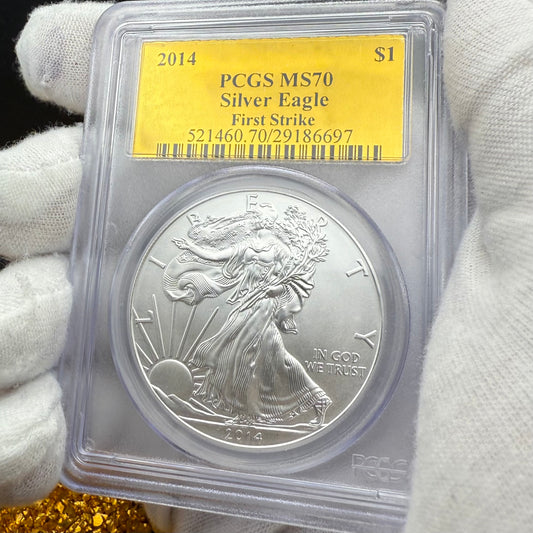 2014 $1
PCGS MS70
Silver Eagle
First Strike
521460.70/29186697
LIBERTY
IN GOD
WE TRUST
2014
PCGS